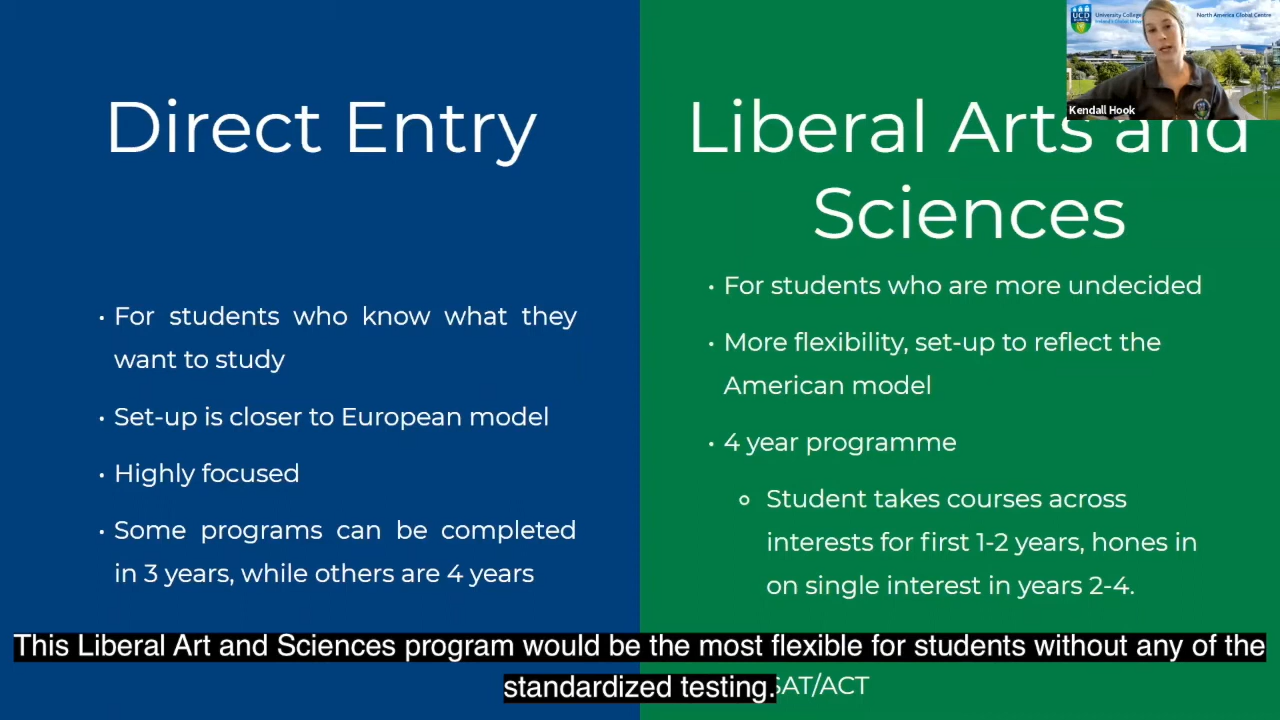 Direct Entry
For students who know what they
want to study
Set-up is closer to European model
Highly focused
Some programs can be completed
in 3 years, while others are 4 years
UCD
DUBLIN
University College
Ireland's Global
North America Global Centre
Kendall Hook
Liberal Arts and
Sciences
For students who are more undecided
More flexibility, set-up to reflect the
American model
4 year programme
Student takes courses across
interests for first 1-2 years, hones in
on single interest in years 2-4.
SAT/ACT
This Liberal Art and Sciences program would be the most flexible for students without any of the
standardized testing.